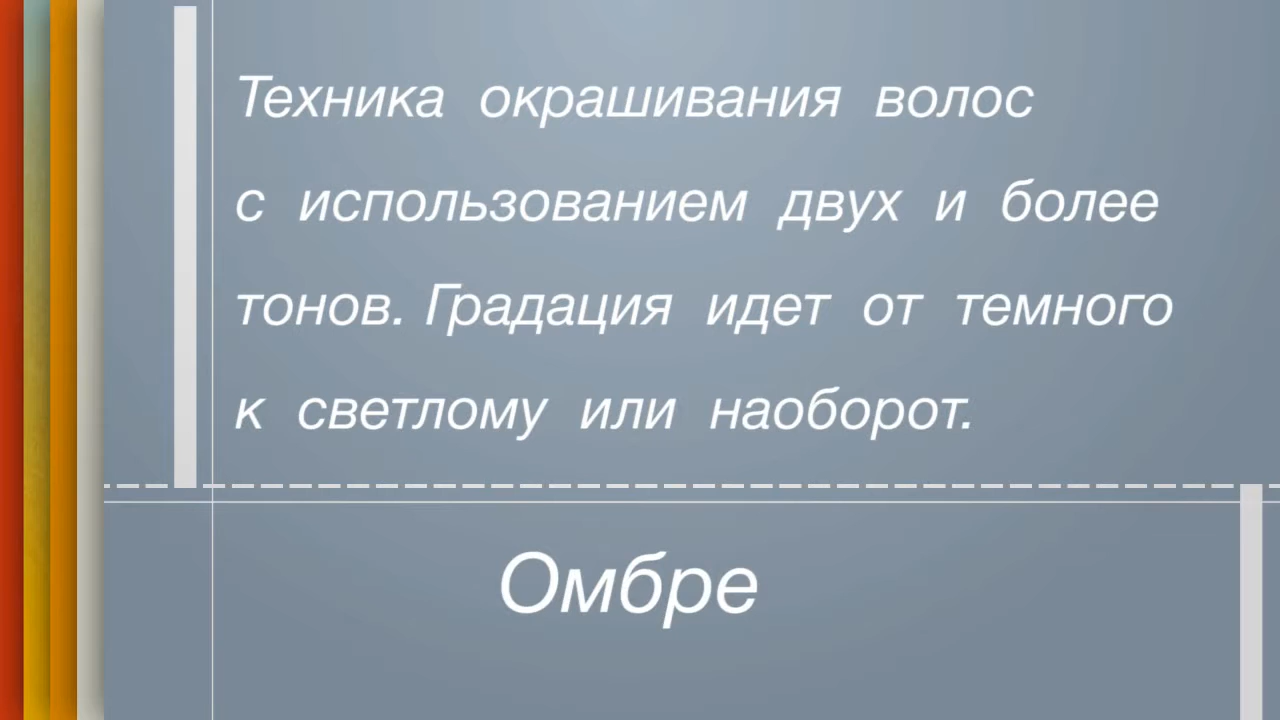 Техника окрашивания волос
с использованием двух и более
тонов. Градация идет от темного
к светлому или наоборот.
Омбре